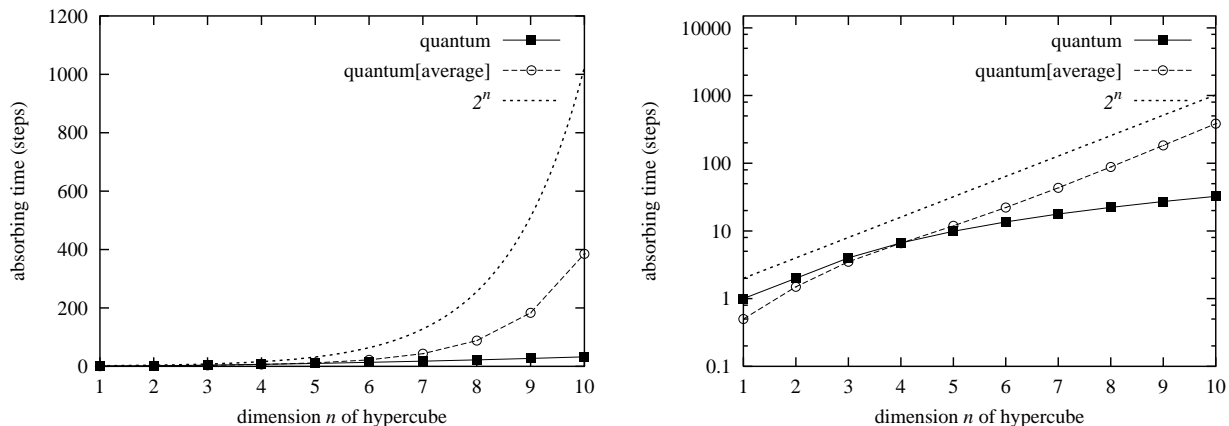 1200
1000
800
600
400
200
0
absorbing time (steps)
quantum
quantum[average]
2^n
1 2 3 4 5 6 7 8 9 10
dimension n of hypercube
10000
1000
100
10
1
0.1
absorbing time (steps)
quantum
quantum[average]
2^n
1 2 3 4 5 6 7 8 9 10
dimension n of hypercube